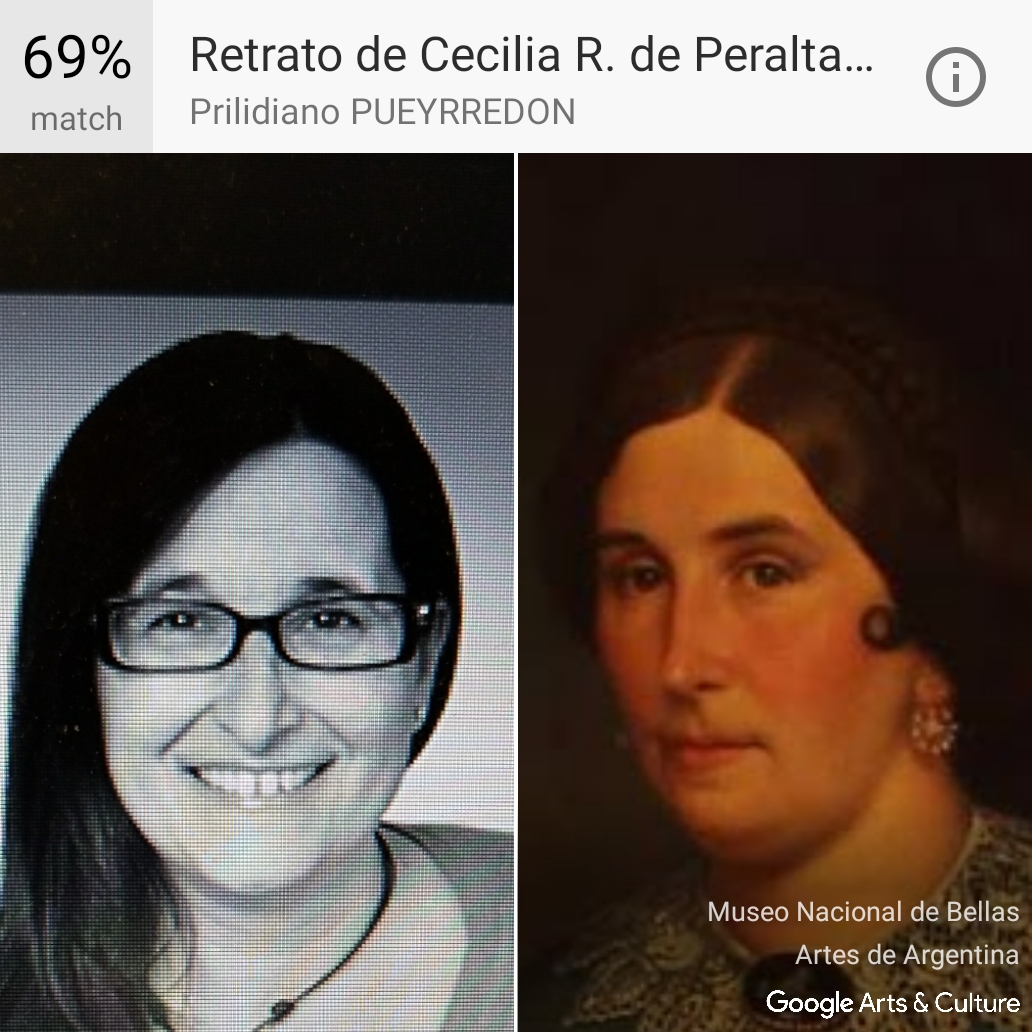 69%
match
Retrato de Cecilia R. de Peralta...
Prilidiano PUEYRREDON
Museo Nacional de Bellas
Artes de Argentina
Google Arts & Culture